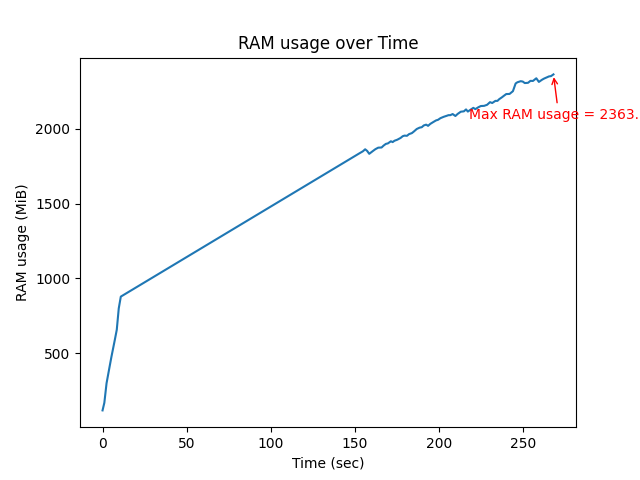 RAM usage over Time
RAM usage (MiB)
2000
1500
1000
500
Max RAM usage = 2363.
0 50 100 150 200 250
Time (sec)